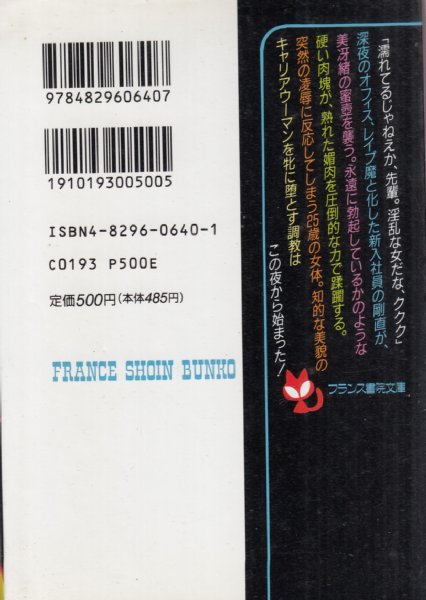 「濡れてるじゃねえか、先輩。淫乱な女だな、ククク」
深夜のオフィス、レイプ魔と化した新入社員の剛直が、
美冴緒の蜜壺を襲う。永遠に勃起しているかのような
硬い肉塊が、熟れた媚肉を圧倒的な力で蹂躙する。
突然の凌辱に反応してしまう25歳の女体。知的な美貌の
キャリアウーマンを牝に堕とす調教は
この夜から始まった!
フランス書院文庫
9784829606407
1910193005005
ISBN4-8296-0640-1
C0193 P500E
定価500円(本体485円)
FRANCE SHOIN BUNKO